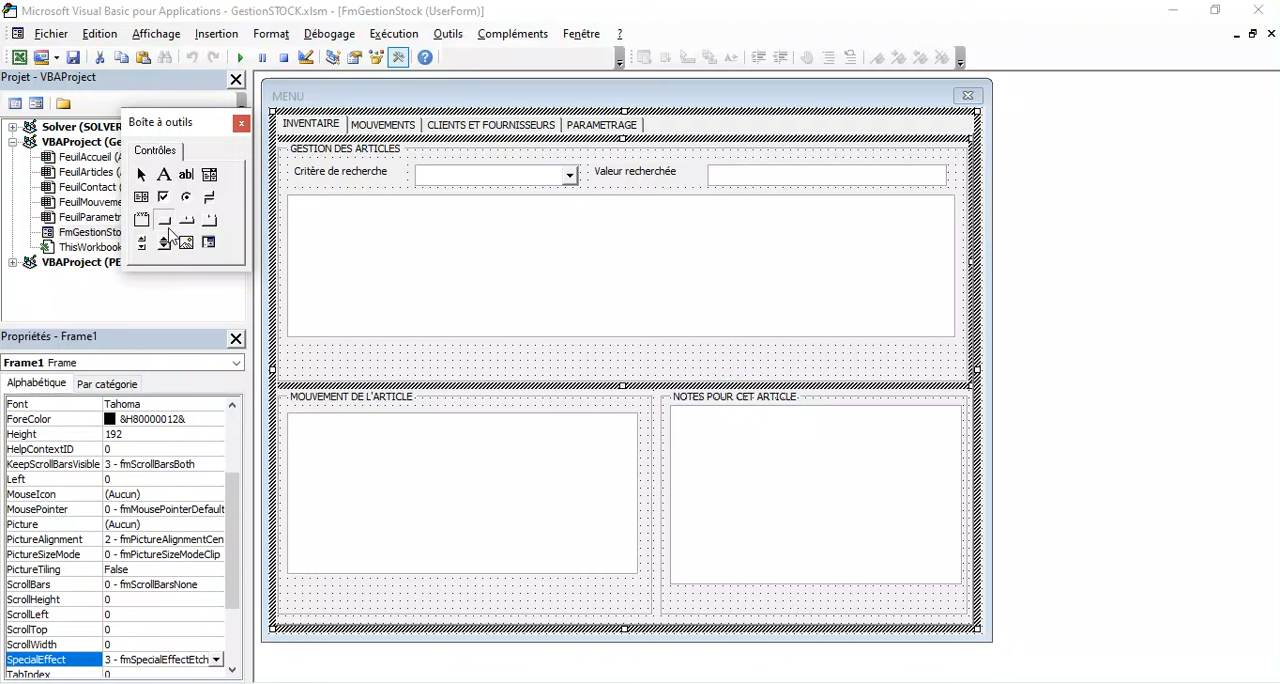 Microsoft Visual Basic pour Applications - GestionSTOCK.xlsm - [FmGestionStock (UserForm)]
Fichier Edition Affichage Insertion Format Débogage Exécution Outils Compléments Fenêtre ?
Projet - VBAProject
Solver (SOLVER
VBAProject (Ge
FeuilAccueil (
FeuilArticles (
FeuilContact (
FeuilMouveme
FeuilParametr
FmGestionSto
ThisWorkbook
VBAProject (PE
Boîte à outils
Contrôles
A ab
XYZ
Propriétés - Frame1
Frame1 Frame
Alphabétique Par catégorie
Font Tahoma
ForeColor &H80000012&
Height 192
HelpContextID 0
KeepScrollBarsVisible 3 - fmScrollBarsBoth
Left 0
MouseIcon (Aucun)
MousePointer 0 - fmMousePointerDefault
Picture (Aucun)
PictureAlignment 2 - fmPictureAlignmentCen
PictureSizeMode 0 - fmPictureSizeModeClip
PictureTiling False
ScrollBars 0 - fmScrollBarsNone
ScrollHeight 0
ScrollLeft 0
ScrollTop 0
ScrollWidth 0
SpecialEffect 3 - fmSpecialEffectEtch
TabIndex 0
MENU
INVENTAIRE MOUVEMENTS CLIENTS ET FOURNISSEURS PARAMETRAGE
GESTION DES ARTICLES
Critère de recherche Valeur recherchée
MOUVEMENT DE L'ARTICLE NOTES POUR CET ARTICLE